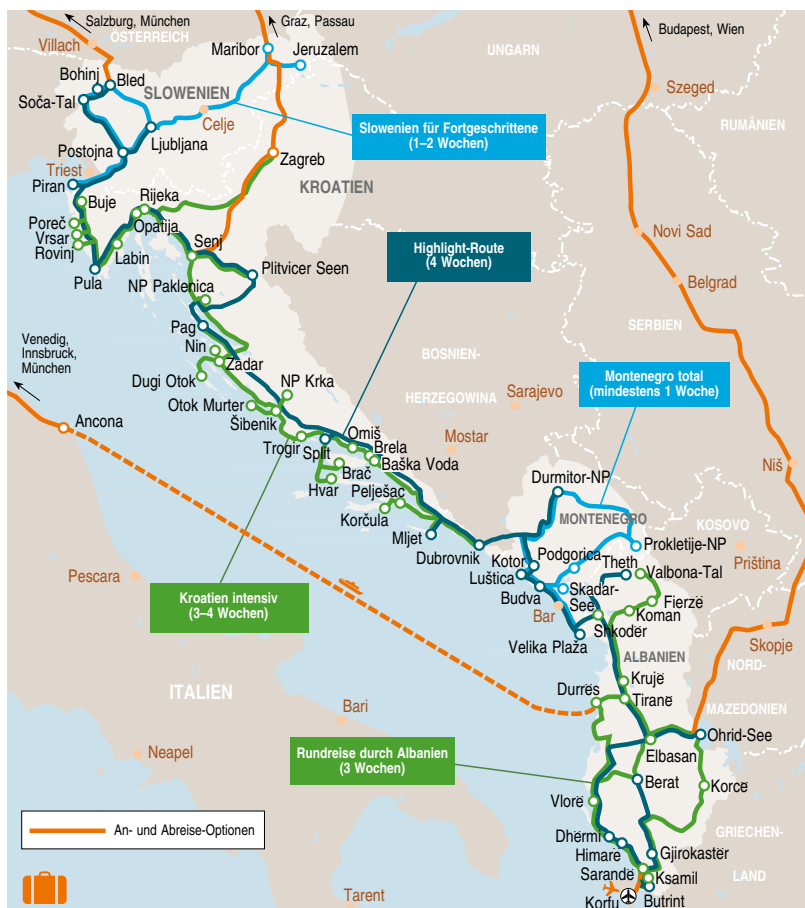 Salzburg, München
Graz, Passau
Budapest, Wien
ÖSTERREICH
Villach
Maribor
Jeruzalem
UNGARN
Bohinj
Bled
SLOWENIEN
Soča-Tal
Szeged
Celje
RUMÄNIEN
Ljubljana
Slowenien für Fortgeschrittene
(1–2 Wochen)
Postojna
Zagreb
Triest
Piran
KROATIEN
Buje
Rijeka
Poreč
Opatija
Vrsar
Rovinj
Labin
Senj
Novi Sad
Highlight-Route
(4 Wochen)
Pula
Plitvicer Seen
NP Paklenica
Belgrad
Pag
SERBIEN
Venedig,
Innsbruck,
München
Nin
Zadar
BOSNIEN-
HERZEGOWINA
Dugi Otok
NP Krka
Montenegro total
(mindestens 1 Woche)
Sarajevo
Otok Murter
Šibenik
Ancona
Trogir
Split
Omiš
Brela
Baška Voda
Mostar
Brač
Hvar
Pelješac
Korčula
Durmitor-NP
Niš
MONTENEGRO
KOSOVO
Mljet
Dubrovnik
Kotor
Podgorica
Prokletije-NP
Priština
Luštica
Theth
Valbona-Tal
Pescara
Budva
Skadar-
See
Fierzë
Koman
Kroatien intensiv
(3–4 Wochen)
Bar
Shkodër
Velika Plaža
Skopje
ALBANIEN
NORD-
MAZEDONIEN
ITALIEN
Krujë
Durrës
Tiranë
Bari
Ohrid-See
Neapel
Elbasan
Rundreise durch Albanien
(3 Wochen)
Berat
Korcë
Vlorë
An- und Abreise-Optionen
Dhërmi
Himarë
Gjirokastër
GRIECHEN-
LAND
Sarandë
Ksamil
Tarent
Korfu
Butrint